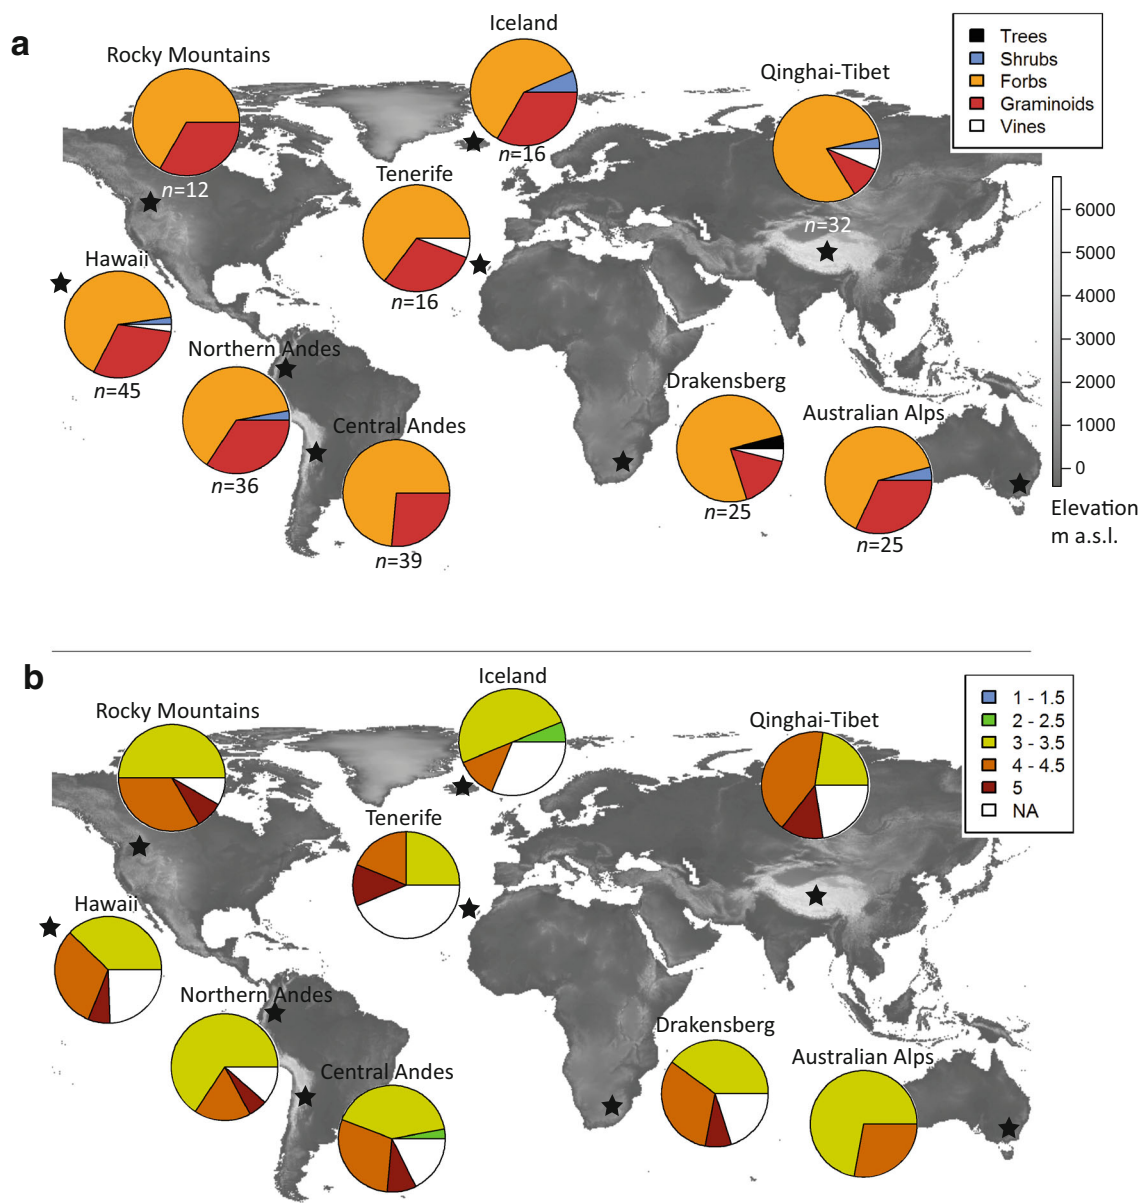 a
Iceland
Rocky Mountains
Qinghai-Tibet
Trees
Shrubs
Forbs
Graminoids
Vines
n=16
Tenerife
n=12
n=32
6000
5000
4000
3000
2000
1000
0
Elevation
m a.s.l.
Hawaii
n=16
Northern Andes
n=45
Drakensberg
Australian Alps
Central Andes
n=36
n=25
n=25
n=39
b
Iceland
Rocky Mountains
Qinghai-Tibet
1 - 1.5
2 - 2.5
3 - 3.5
4 - 4.5
5
NA
Tenerife
Hawaii
Northern Andes
Drakensberg
Australian Alps
Central Andes